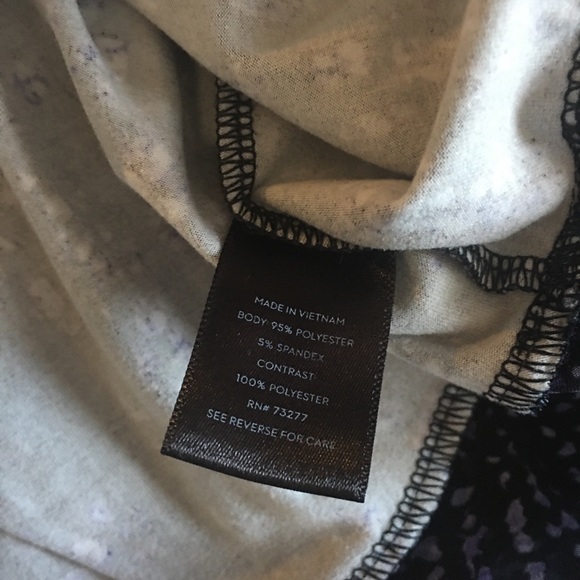 MADE IN VIETNAM
BODY: 95% POLYESTER
5% SPANDEX
CONTRAST:
100% POLYESTER
RN# 73277
SEE REVERSE FOR CARE